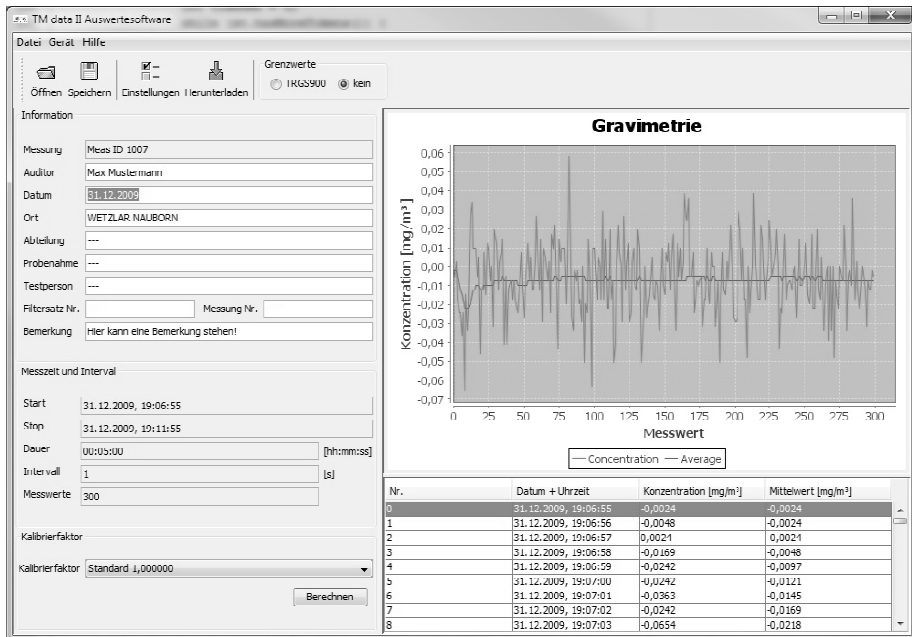 TM data II Auswertesoftware
Datei Gerät Hilfe
Öffnen Speichern Einstellungen Herunterladen
Grenzwerte
TRGS900 kein
Information
Messung Meas ID 1007
Auditor Max Mustermann
Datum 31.12.2009
Ort WETZLAR NAUBORN
Abteilung ---
Probenahme ---
Testperson ---
Filtersatz Nr. Messung Nr.
Bemerkung Hier kann eine Bemerkung stehen!
Messzeit und Interval
Start 31.12.2009, 19:06:55
Stop 31.12.2009, 19:11:55
Dauer 00:05:00 [hh:mm:ss]
Intervall 1 [s]
Messwerte 300
Kalibrierfaktor
Kalibrierfaktor Standard 1,000000
Berechnen
Gravimetrie
Konzentration [mg/m³]
0,06
0,05
0,04
0,03
0,02
0,01
0,00
-0,01
-0,02
-0,03
-0,04
-0,05
-0,06
-0,07
0 25 50 75 100 125 150 175 200 225 250 275 300
Messwert
Concentration Average
Nr. Datum + Uhrzeit Konzentration [mg/m³] Mittelwert [mg/m³]
0 31.12.2009, 19:06:55 -0,0024 -0,0024
1 31.12.2009, 19:06:56 -0,0048 -0,0024
2 31.12.2009, 19:06:57 0,0024 0,0024
3 31.12.2009, 19:06:58 -0,0169 -0,0048
4 31.12.2009, 19:06:59 -0,0242 -0,0097
5 31.12.2009, 19:07:00 -0,0242 -0,0121
6 31.12.2009, 19:07:01 -0,0363 -0,0145
7 31.12.2009, 19:07:02 -0,0242 -0,0169
8 31.12.2009, 19:07:03 -0,0654 -0,0218